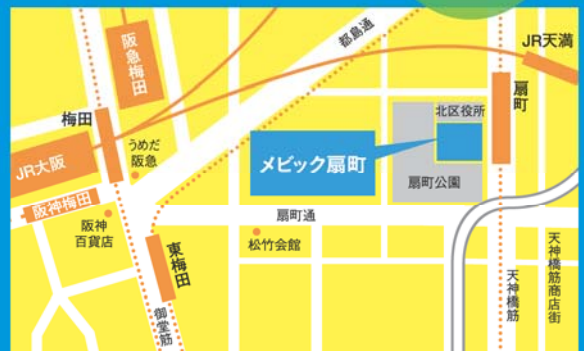 都島通
JR天満
阪急梅田
扇町
梅田
北区役所
うめだ
阪急
メビック扇町
JR大阪
扇町公園
阪神梅田
扇町通
阪神
百貨店
松竹会館
東梅田
天神橋筋商店街
天神橋筋
御堂筋